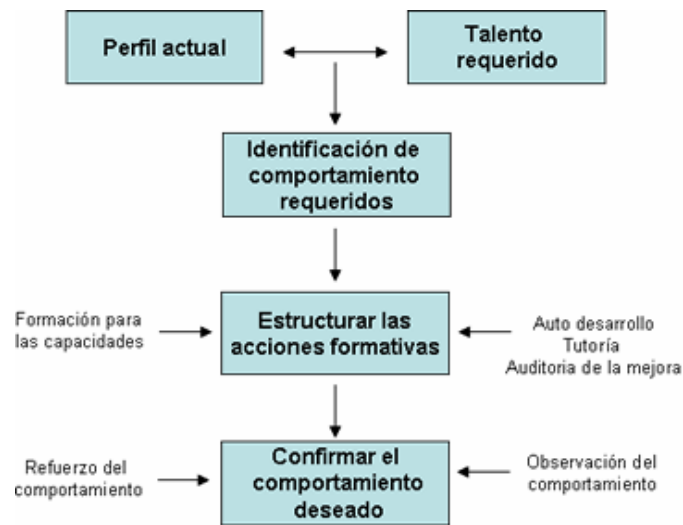 Perfil actual
Talento
requerido
Identificación de
comportamiento
requeridos
Formación para
las capacidades
Estructurar las
acciones formativas
Auto desarrollo
Tutoría
Auditoria de la mejora
Refuerzo del
comportamiento
Confirmar el
comportamiento
deseado
Observación del
comportamiento